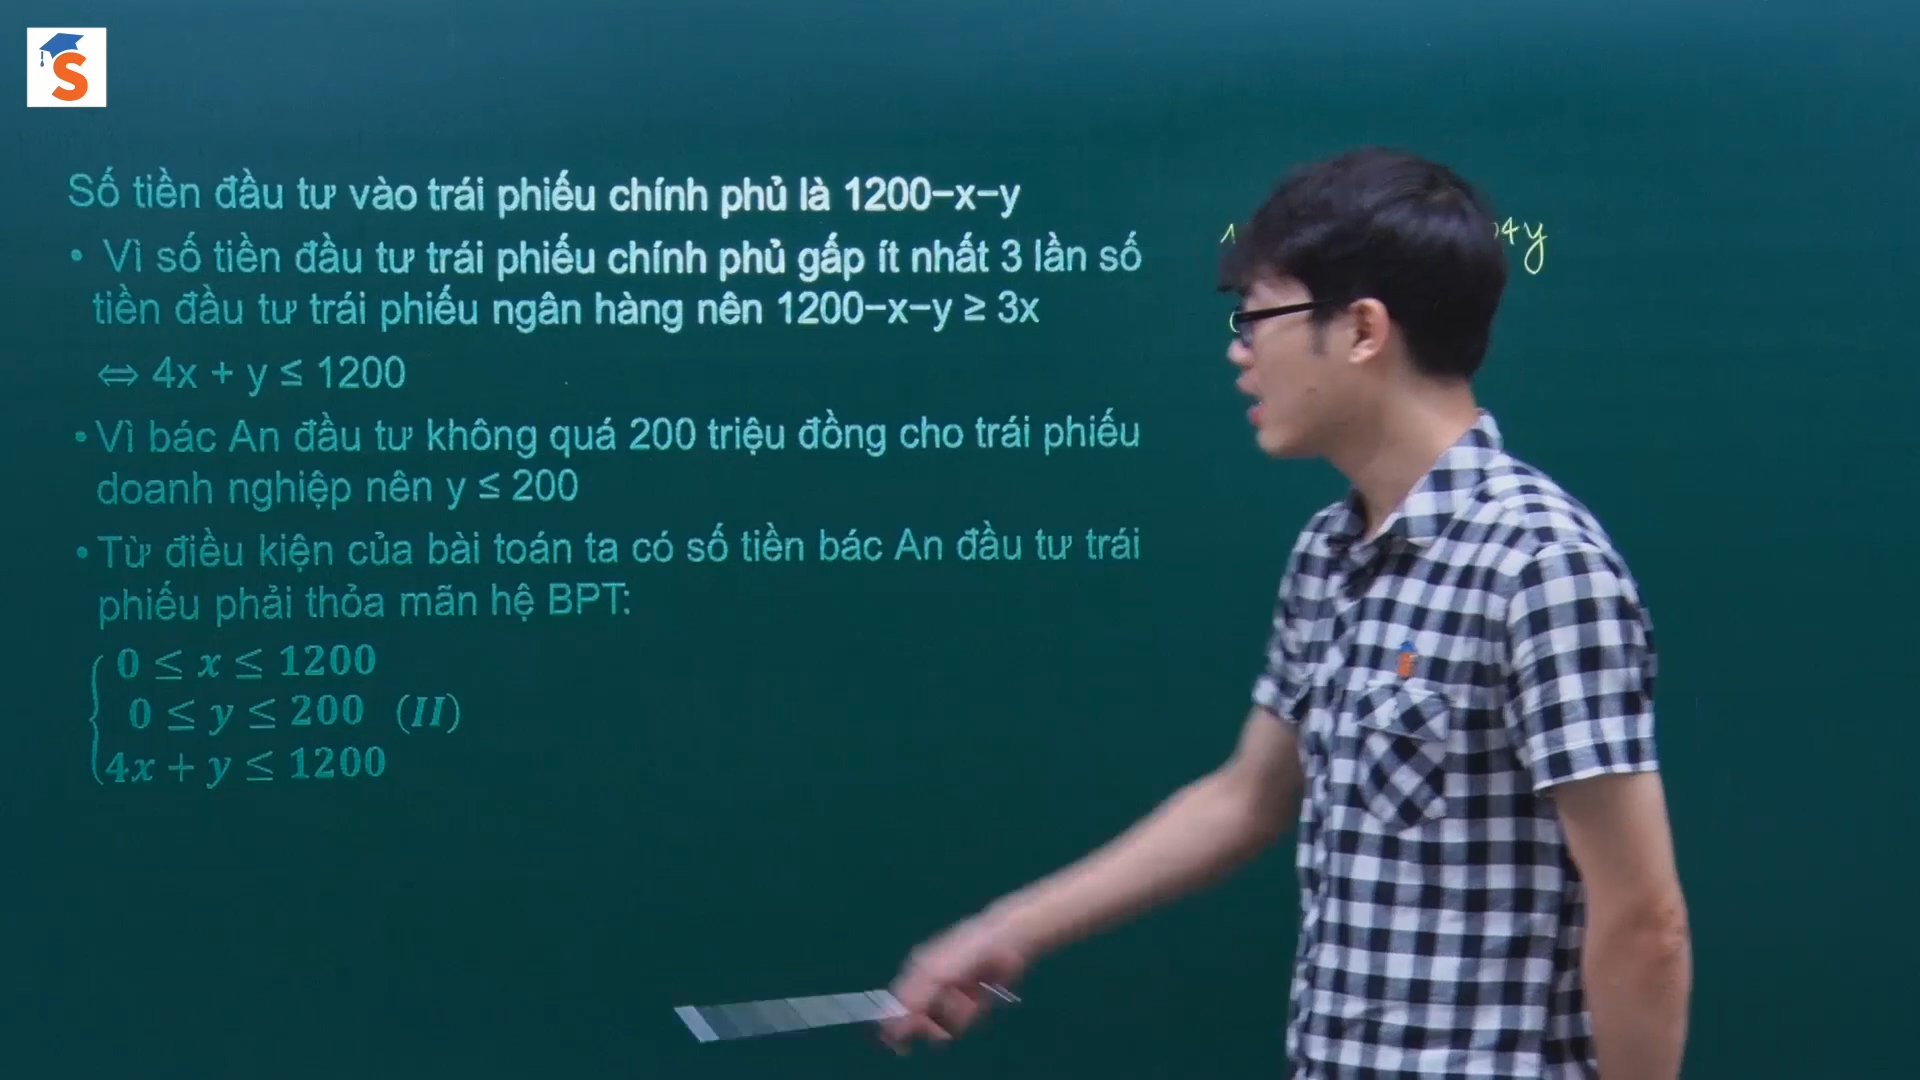 S
Số tiền đầu tư vào trái phiếu chính phủ là 1200−x−y
• Vì số tiền đầu tư trái phiếu chính phủ gấp ít nhất 3 lần số
tiền đầu tư trái phiếu ngân hàng nên 1200−x−y ≥ 3x
⇔ 4x + y ≤ 1200
• Vì bác An đầu tư không quá 200 triệu đồng cho trái phiếu
doanh nghiệp nên y ≤ 200
• Từ điều kiện của bài toán ta có số tiền bác An đầu tư trái
phiếu phải thỏa mãn hệ BPT:
0 ≤ x ≤ 1200
0 ≤ y ≤ 200 (II)
4x + y ≤ 1200
4y